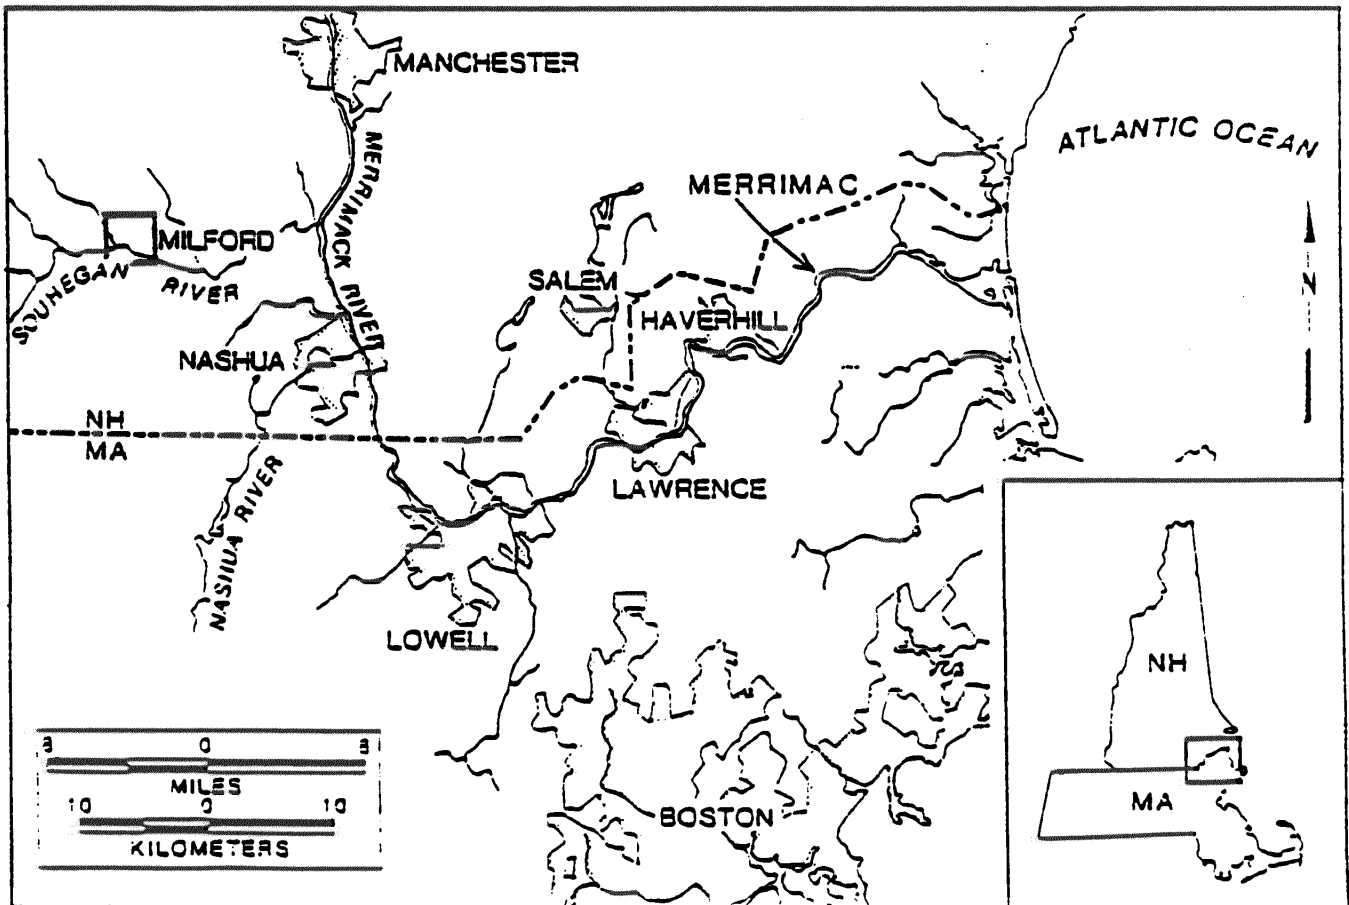 MANCHESTER
ATLANTIC OCEAN
MERRIMACK RIVER
MERRIMAC
MILFORD
SOUHEGAN RIVER
SALEM
N
HAVERHILL
NASHUA
NH
MA
LAWRENCE
NASHUA RIVER
LOWELL
NH
MA
BOSTON
8 0 8
MILES
10 0 10
KILOMETERS